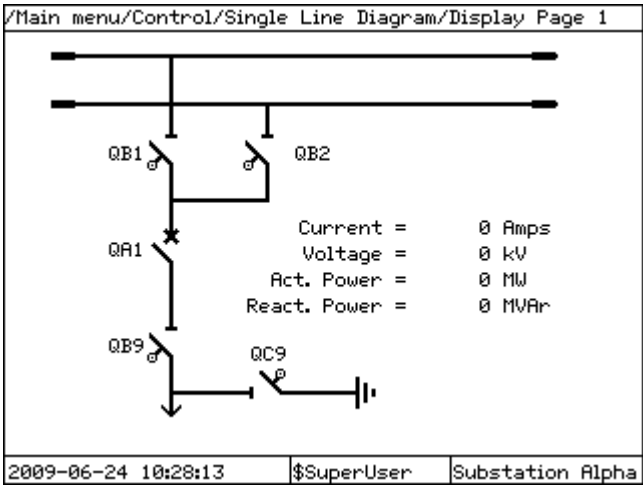 /Main menu/Control/Single Line Diagram/Display Page 1
QB1
QB2
QA1
Current = 0 Amps
Voltage = 0 kV
Act. Power = 0 MW
React. Power = 0 MVAr
QB9
QC9
2009-06-24 10:28:13 $SuperUser Substation Alpha